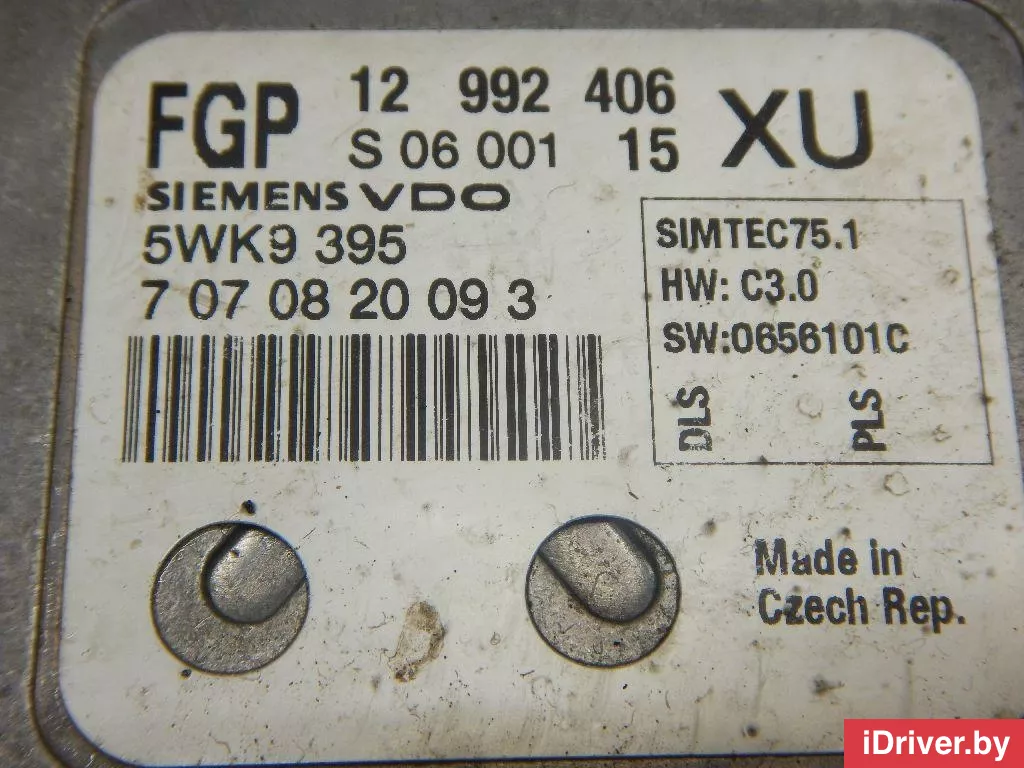 FGP 12 992 406 XU
S 06 001 15
SIEMENS VDO
5WK9 395
7 07 08 20 09 3
SIMTEC75.1
HW: C3.0
SW:0656101C
DLS PLS
Made in
Czech Rep.
iDriver.by